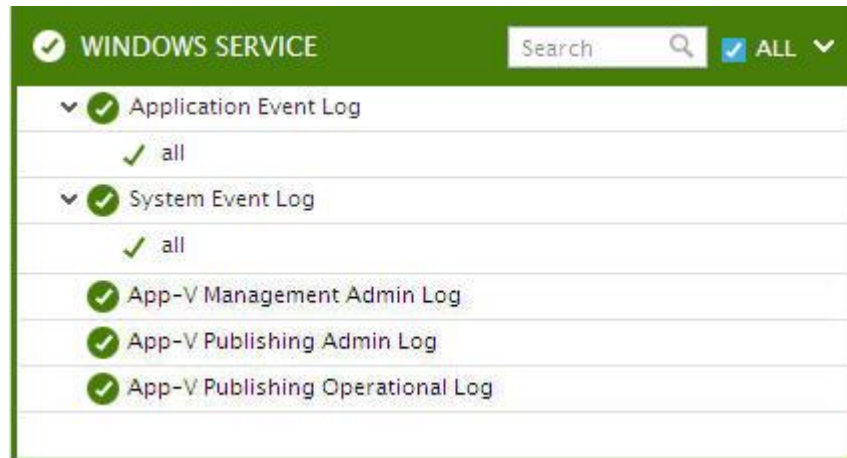 WINDOWS SERVICE Search ALL
Application Event Log
all
System Event Log
all
App-V Management Admin Log
App-V Publishing Admin Log
App-V Publishing Operational Log